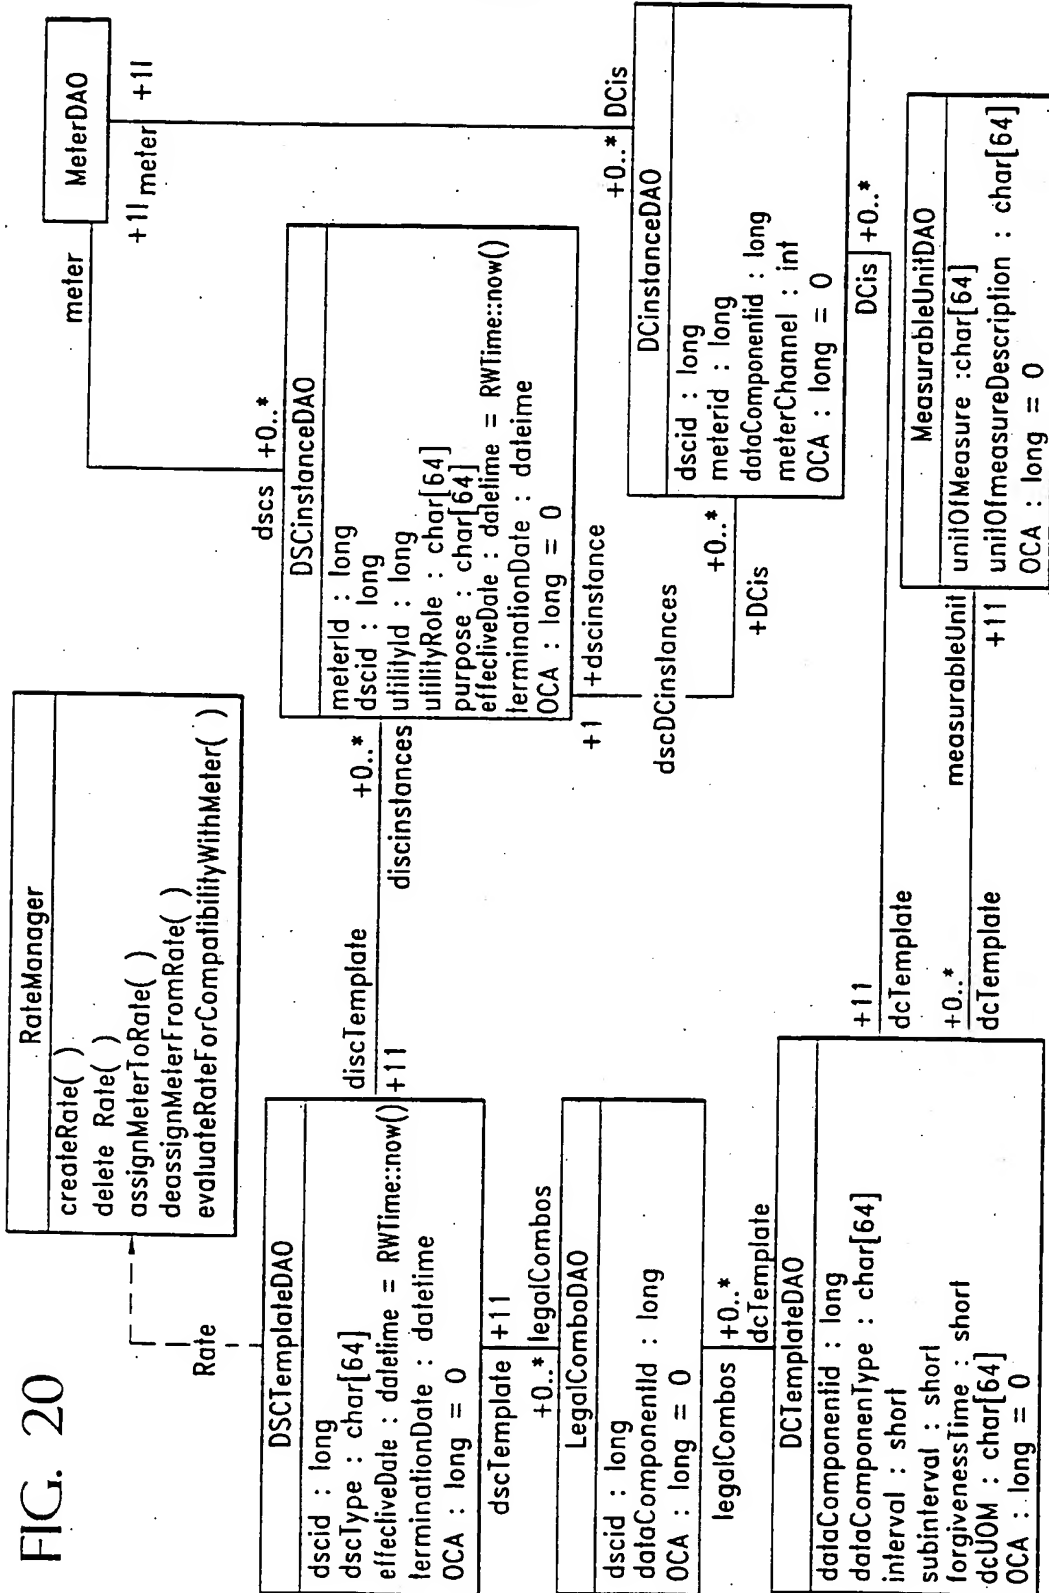 FIG. 20
RateManager
createRate( )
delete Rate( )
assignMeterToRate( )
deassignMeterFromRate( )
evaluateRateForCompatibilityWithMeter( )
Rate
MeterDAO
meter
+1I
meter
+1I
dscs
+0..*
DSCTemplateDAO
dscid : long
dscType : char[64]
effectiveDate : datetime = RWTime::now()
terminationDate : datetime
OCA : long = 0
discTemplate
+11
+0..*
discinstances
DSCinstanceDAO
meterId : long
dscid : long
utilityId : long
utilityRole : char[64]
purpose : char[64]
effectiveDate : datetime = RWTime::now()
terminationDate : dateime
OCA : long = 0
dscTemplate
+11
+0..*
legalCombos
+1
+dscinstance
dscDCinstances
+0..*
+DCis
+0..*
DCis
LegalComboDAO
dscid : long
dataComponentId : long
OCA : long = 0
DCinstanceDAO
dscid : long
meterid : long
dataComponentid : long
meterChannel : int
OCA : long = 0
legalCombos
+0..*
dcTemplate
+11
dcTemplate
DCis
+0..*
DCTemplateDAO
dataComponentid : long
dataComponentType : char[64]
interval : short
subinterval : short
forgivenessTime : short
dcUOM : char[64]
OCA : long = 0
+0..*
dcTemplate
measurableUnit
+11
MeasurableUnitDAO
unitOfMeasure :char[64]
unitOfmeasureDescription : char[64]
OCA : long = 0